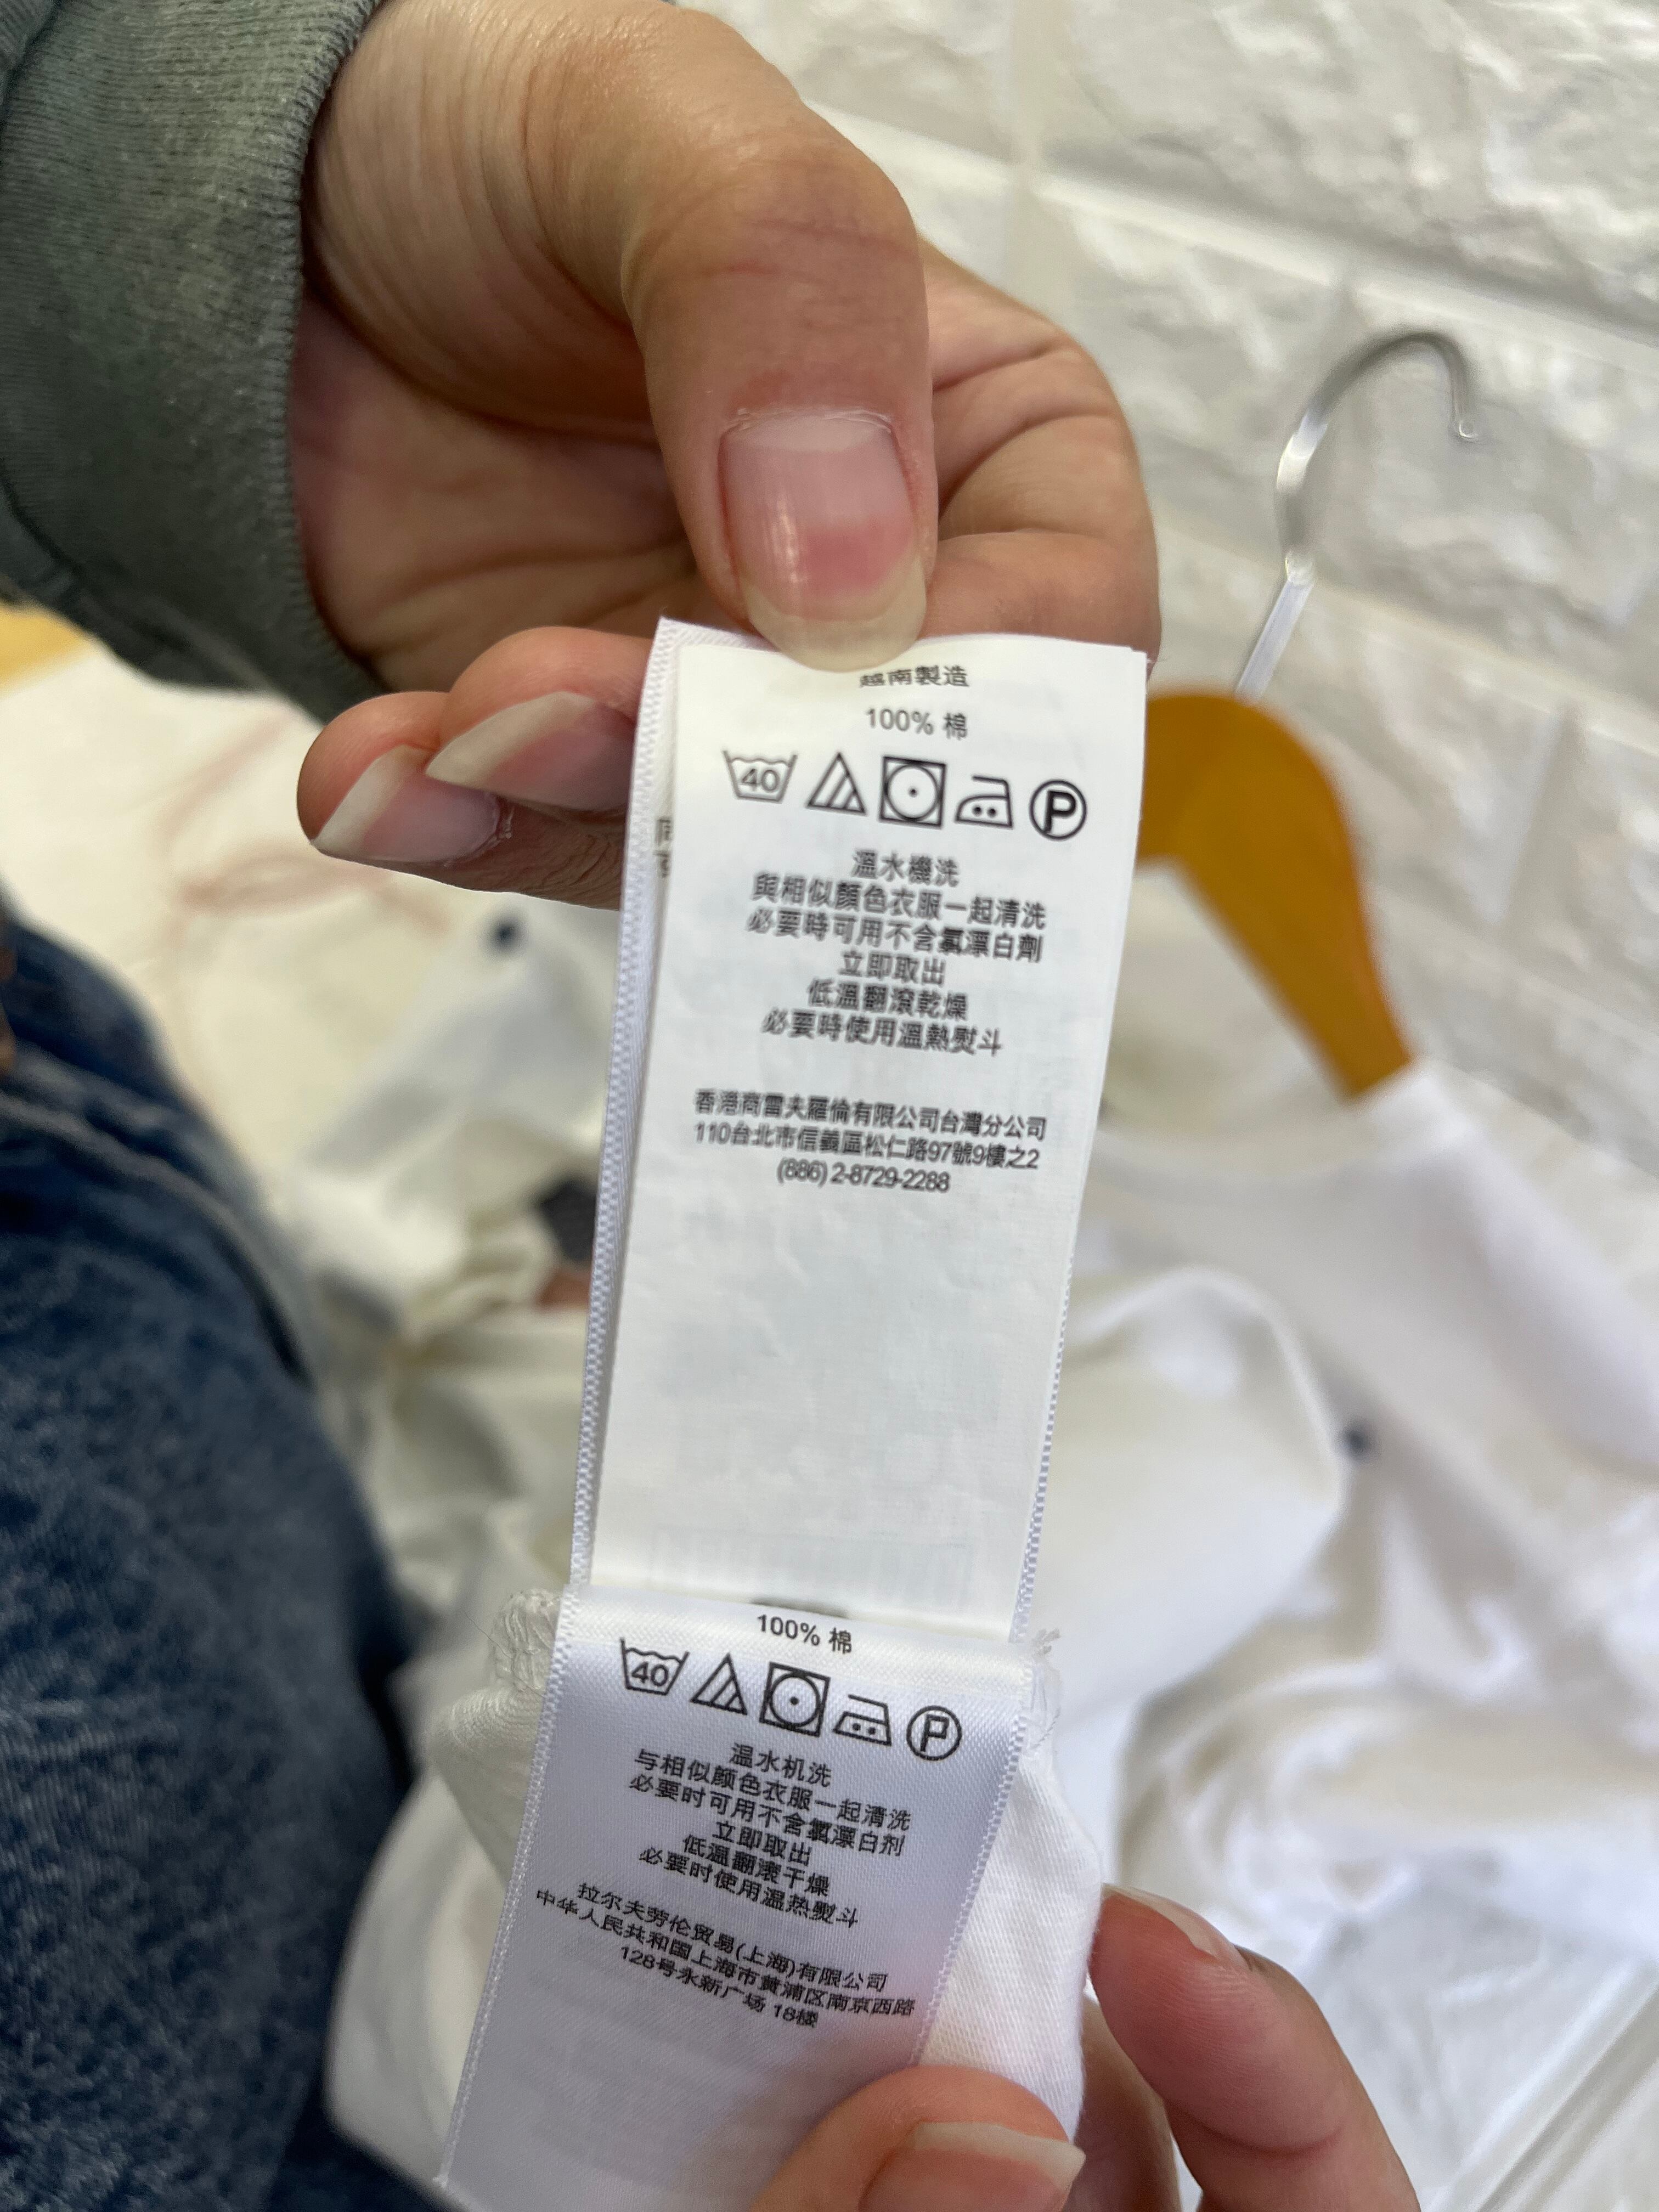 越南製造
100% 棉
40
P
溫水機洗
與相似顏色衣服一起清洗
必要時可用不含氯漂白劑
立即取出
低溫翻滾乾燥
必要時使用溫熱熨斗
香港商雷夫羅倫有限公司台灣分公司
110台北市信義區松仁路97號9樓之2
(886) 2-8729-2288
100% 棉
40
P
温水机洗
与相似颜色衣服一起清洗
必要时可用不含氯漂白剂
立即取出
低温翻滚干燥
必要时使用温热熨斗
拉尔夫劳伦贸易(上海)有限公司
中华人民共和国上海市黄浦区南京西路
128号永新广场 18楼